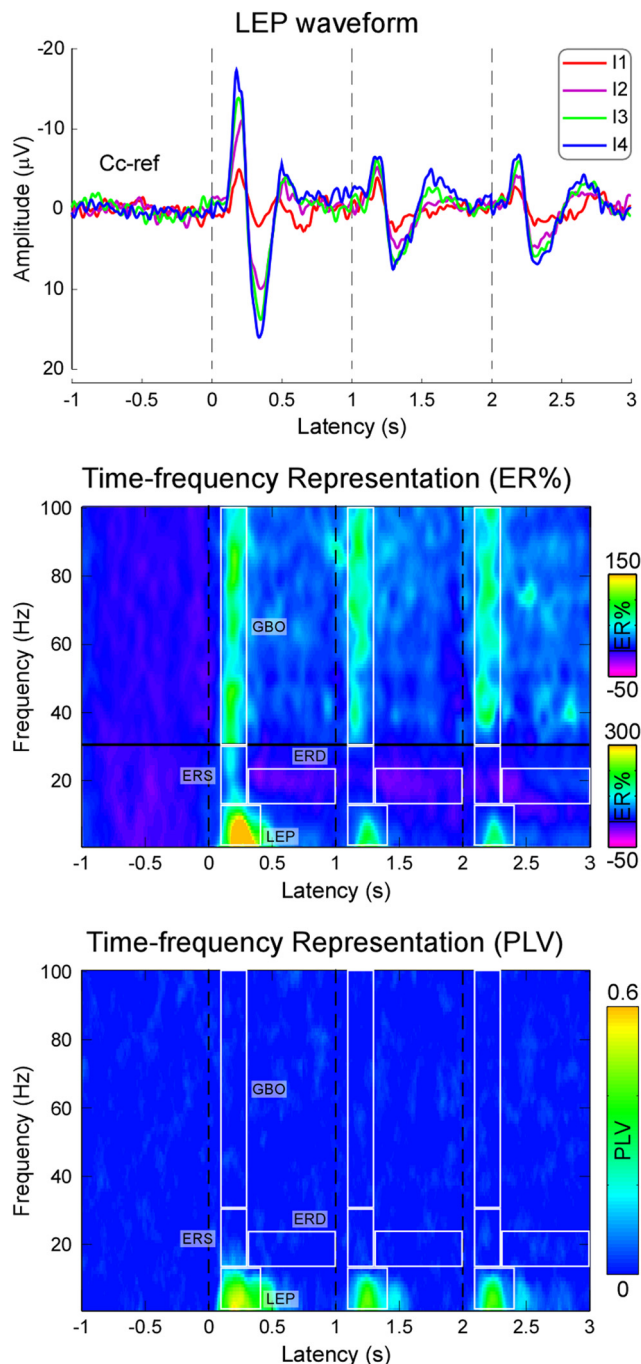 LEP waveform
-20
-10
0
10
20
Amplitude (µV)
Cc-ref
I1
I2
I3
I4
-1 -0.5 0 0.5 1 1.5 2 2.5 3
Latency (s)
Time-frequency Representation (ER%)
100
80
60
40
20
Frequency (Hz)
GBO
ERD
ERS
LEP
150
ER%
-50
300
ER%
-50
-1 -0.5 0 0.5 1 1.5 2 2.5 3
Latency (s)
Time-frequency Representation (PLV)
100
80
60
40
20
Frequency (Hz)
GBO
ERD
ERS
LEP
0.6
PLV
0
-1 -0.5 0 0.5 1 1.5 2 2.5 3
Latency (s)